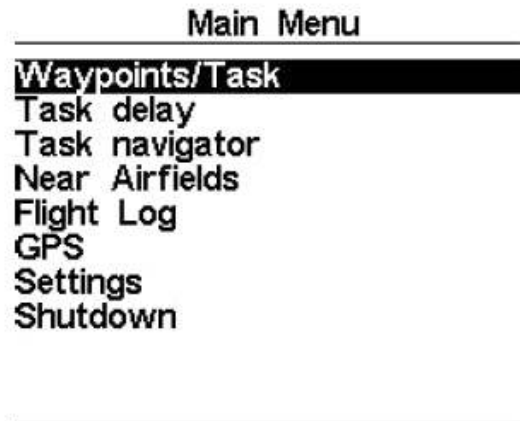 Main Menu
Waypoints/Task
Task delay
Task navigator
Near Airfields
Flight Log
GPS
Settings
Shutdown